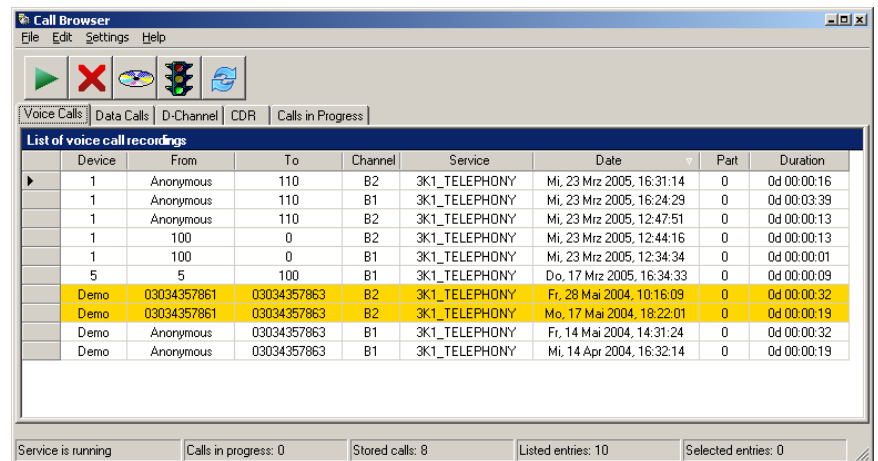 Call Browser
File Edit Settings Help
Voice Calls Data Calls D-Channel CDR Calls in Progress
List of voice call recordings
Device From To Channel Service Date Part Duration
1 Anonymous 110 B2 3K1_TELEPHONY Mi, 23 Mrz 2005, 16:31:14 0 0d 00:00:16
1 Anonymous 110 B1 3K1_TELEPHONY Mi, 23 Mrz 2005, 16:24:29 0 0d 00:03:39
1 Anonymous 110 B2 3K1_TELEPHONY Mi, 23 Mrz 2005, 12:47:51 0 0d 00:00:13
1 100 0 B2 3K1_TELEPHONY Mi, 23 Mrz 2005, 12:44:16 0 0d 00:00:13
1 100 0 B1 3K1_TELEPHONY Mi, 23 Mrz 2005, 12:34:34 0 0d 00:00:01
5 5 100 B1 3K1_TELEPHONY Do, 17 Mrz 2005, 16:34:33 0 0d 00:00:09
Demo 03034357861 03034357863 B2 3K1_TELEPHONY Fr, 28 Mai 2004, 10:16:09 0 0d 00:00:32
Demo 03034357861 03034357863 B2 3K1_TELEPHONY Mo, 17 Mai 2004, 18:22:01 0 0d 00:00:19
Demo Anonymous 03034357863 B1 3K1_TELEPHONY Fr, 14 Mai 2004, 14:31:24 0 0d 00:00:32
Demo Anonymous 03034357863 B1 3K1_TELEPHONY Mi, 14 Apr 2004, 16:32:14 0 0d 00:00:19
Service is running Calls in progress: 0 Stored calls: 8 Listed entries: 10 Selected entries: 0